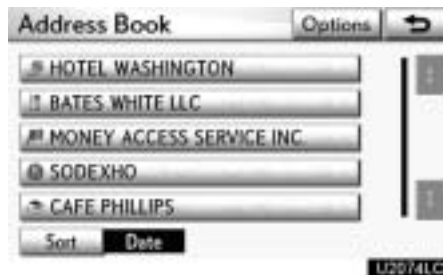 Address Book Options
HOTEL WASHINGTON
BATES WHITE LLC
MONEY ACCESS SERVICE INC
SODEXHO
CAFE PHILLIPS
Sort Date
U2074LC